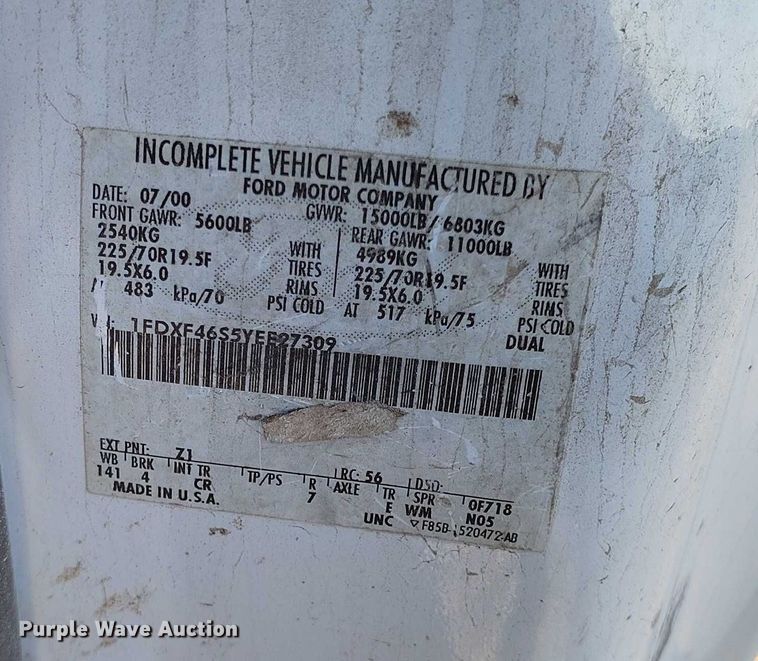 INCOMPLETE VEHICLE MANUFACTURED BY
FORD MOTOR COMPANY
DATE: 07/00 GVWR: 15000LB/ 6803KG
FRONT GAWR: 5600LB REAR GAWR: 11000LB
2540KG WITH 4989KG WITH
225/70R19.5F TIRES 225/70R19.5F TIRES
19.5X6.0 RIMS 19.5X6.0 RIMS
483 kPa/70 PSI COLD AT 517 kPa/75 PSI COLD
DUAL
1FDXF46S5YEE27309
EXT PNT: Z1 LRC: 56 DSO:
WB BRK INT TR TP/PS R AXLE TR SPR 0F718
141 4 CR 7 E WM N05
MADE IN U.S.A. UNC F85B-1520472-AB
Purple Wave Auction